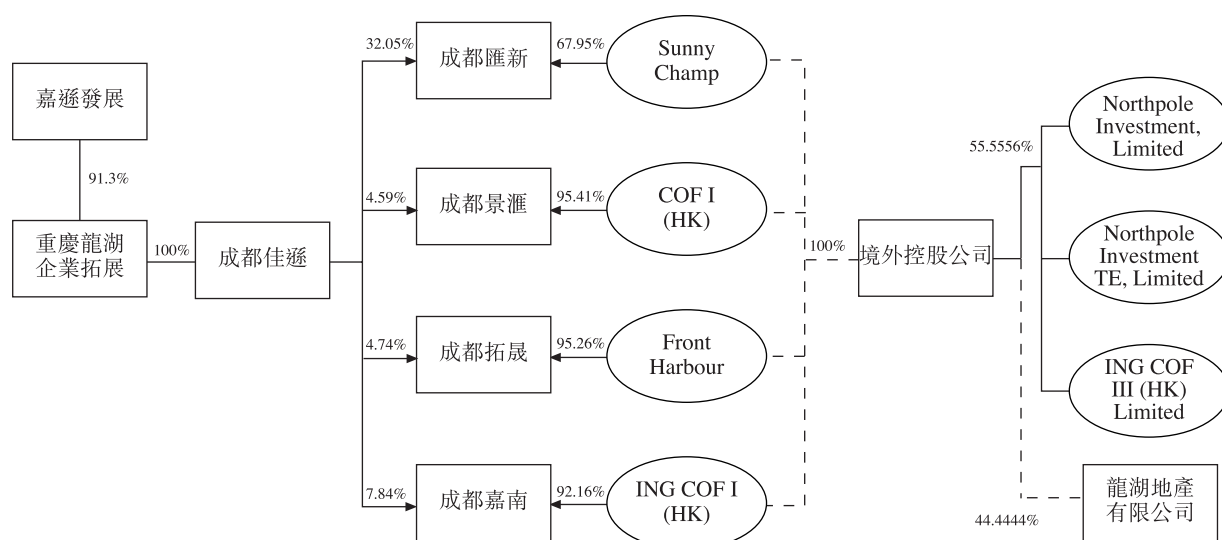 嘉遜發展
91.3%
重慶龍湖
企業拓展
100%
成都佳遜
32.05%
成都匯新
67.95%
Sunny
Champ
4.59%
成都景滙
95.41%
COF I
(HK)
4.74%
成都拓晟
95.26%
Front
Harbour
7.84%
成都嘉南
92.16%
ING COF I
(HK)
100%
境外控股公司
55.5556%
Northpole
Investment,
Limited
Northpole
Investment
TE, Limited
ING COF
III (HK)
Limited
44.4444%
龍湖地產
有限公司